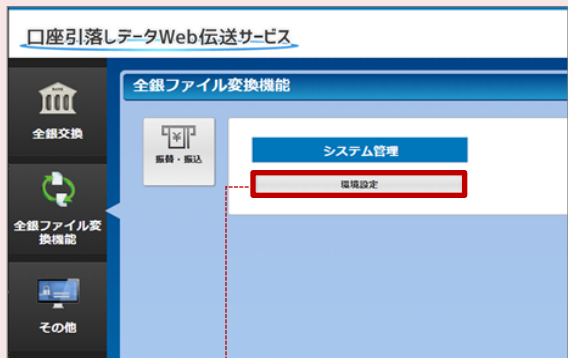 口座引落しデータWeb伝送サービス
全銀交換
全銀ファイル変
換機能
その他
全銀ファイル変換機能
¥
振替・振込
システム管理
環境設定